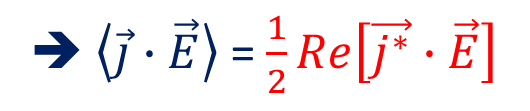 ➔ ⟨j⃗ · E⃗⟩ = 1/2 Re[j*⃗ · E⃗]